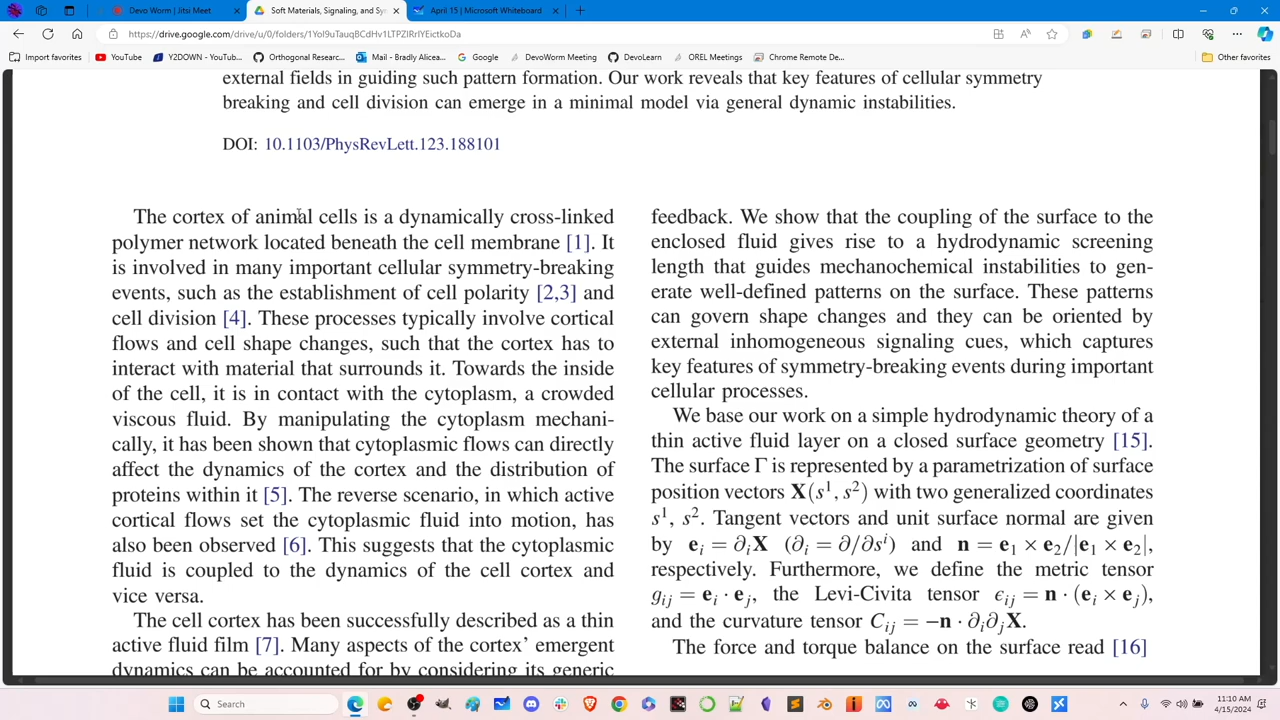 Devo Worm | Jitsi Meet
Soft Materials, Signaling, and Sy
April 15 | Microsoft Whiteboard
https://drive.google.com/drive/u/0/folders/
Import favorites
YouTube
Y2DOWN - YouTub...
Orthogonal Researc...
Mail - Bradly Alicea...
Google
DevoWorm Meeting
DevoLearn
OREL Meetings
Chrome Remote De...
Other favorites
external fields in guiding such pattern formation. Our work reveals that key features of cellular symmetry
breaking and cell division can emerge in a minimal model via general dynamic instabilities.
DOI: 10.1103/PhysRevLett.123.188101
The cortex of animal cells is a dynamically cross-linked
polymer network located beneath the cell membrane [1]. It
is involved in many important cellular symmetry-breaking
events, such as the establishment of cell polarity [2,3] and
cell division [4]. These processes typically involve cortical
flows and cell shape changes, such that the cortex has to
interact with material that surrounds it. Towards the inside
of the cell, it is in contact with the cytoplasm, a crowded
viscous fluid. By manipulating the cytoplasm mechani-
cally, it has been shown that cytoplasmic flows can directly
affect the dynamics of the cortex and the distribution of
proteins within it [5]. The reverse scenario, in which active
cortical flows set the cytoplasmic fluid into motion, has
also been observed [6]. This suggests that the cytoplasmic
fluid is coupled to the dynamics of the cell cortex and
vice versa.
The cell cortex has been successfully described as a thin
active fluid film [7]. Many aspects of the cortex' emergent
dynamics can be accounted for by considering its generic
feedback. We show that the coupling of the surface to the
enclosed fluid gives rise to a hydrodynamic screening
length that guides mechanochemical instabilities to gen-
erate well-defined patterns on the surface. These patterns
can govern shape changes and they can be oriented by
external inhomogeneous signaling cues, which captures
key features of symmetry-breaking events during important
cellular processes.
We base our work on a simple hydrodynamic theory of a
thin active fluid layer on a closed surface geometry [15].
The surface Γ is represented by a parametrization of surface
position vectors X(s¹, s²) with two generalized coordinates
s¹, s². Tangent vectors and unit surface normal are given
by eᵢ = ∂ᵢX (∂ᵢ = ∂/∂sⁱ) and n = e₁ × e₂/|e₁ × e₂|,
respectively. Furthermore, we define the metric tensor
gᵢⱼ = eᵢ · eⱼ, the Levi-Civita tensor ϵᵢⱼ = n · (eᵢ × eⱼ),
and the curvature tensor Cᵢⱼ = −n · ∂ᵢ∂ⱼX.
The force and torque balance on the surface read [16]
Search
11:10 AM
4/15/2024